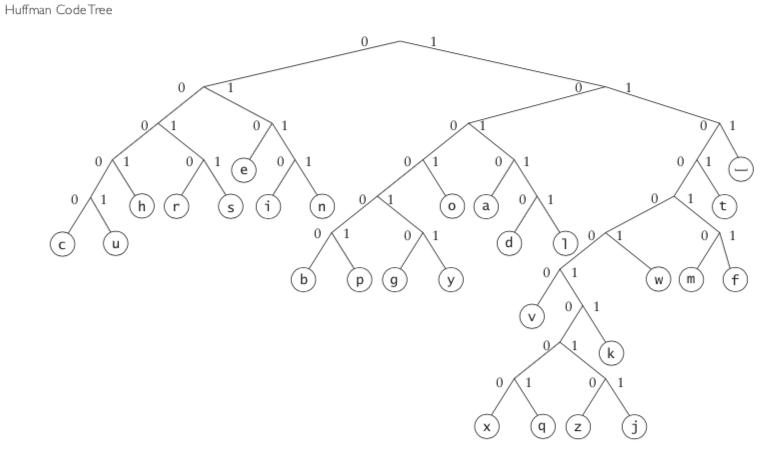 Huffman Code Tree
0 1
0 1 0 1
0 1 0 1 0 1 0 1
0 1 0 1 e 0 1 0 1 0 1 0 1 ␣
0 1 h r s i n 0 1 o a 0 1 0 1 t
c u 0 1 0 1 d l 0 1 0 1
b p g y 0 1 w m f
v 0 1
0 1 k
0 1 0 1
x q z j